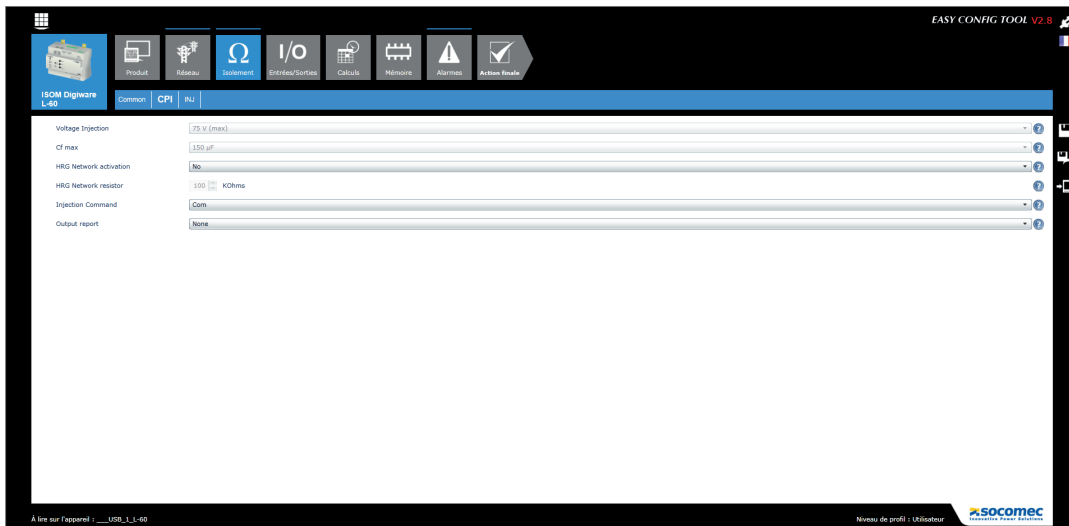 EASY CONFIG TOOL V2.8
Produit
Réseau
Ω
Isolement
I/O
Entrées/Sorties
Calculs
Mémoire
Alarmes
Action finale
ISOM Digiware
L-60
Common
CPI
INJ
Voltage Injection
75 V (max)
?
Cf max
150 µF
?
HRG Network activation
No
?
HRG Network resistor
100
KOhms
?
Injection Command
Com
?
Output report
None
?
À lire sur l'appareil : ___USB_1_L-60
Niveau de profil : Utilisateur
socomec
Innovative Power Solutions